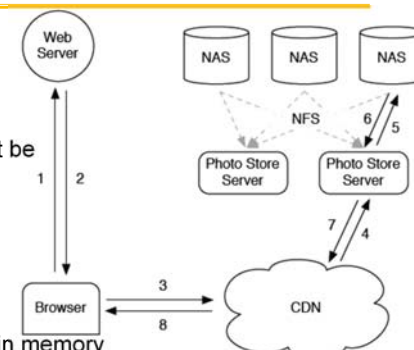 Web
Server
NAS
NAS
NAS
NFS
6
5
be
1
2
Photo Store
Server
Photo Store
Server
7
4
3
8
Browser
CDN
in memory